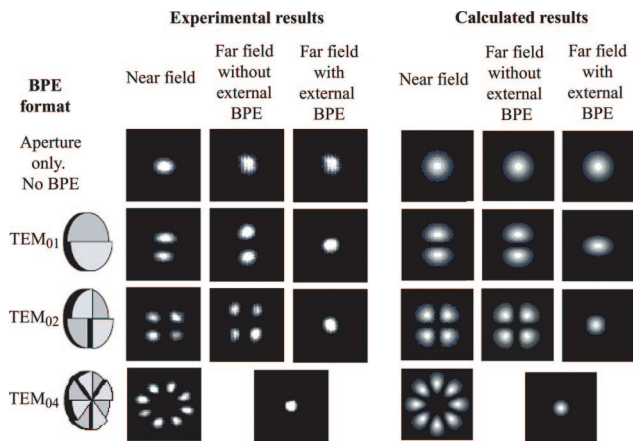 Experimental results
Calculated results
BPE
format
Near field
Far field
without
external
BPE
Far field
with
external
BPE
Near field
Far field
without
external
BPE
Far field
with
external
BPE
Aperture
only.
No BPE
TEM01
TEM02
TEM04